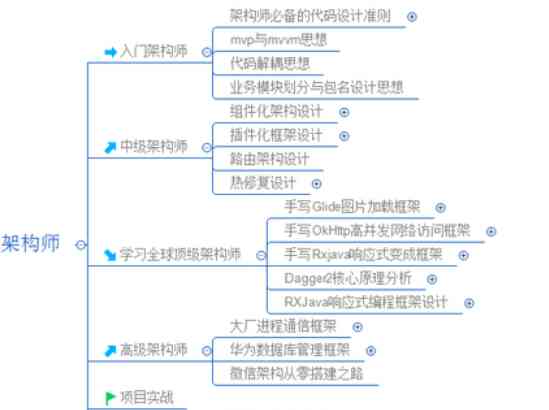 架构师必备的代码设计准则
mvp与mvvm思想
入门架构师
代码解耦思想
业务模块划分与包名设计思想
组件化架构设计
插件化框架设计
中级架构师
路由架构设计
热修复设计
手写Glide图片加载框架
手写OkHttp高并发网络访问框架
架构师
学习全球顶级架构师
手写Rxjava响应式变成框架
Dagger2核心原理分析
RXJava响应式编程框架设计
大厂进程通信框架
高级架构师
华为数据库管理框架
微信架构从零搭建之路
项目实战